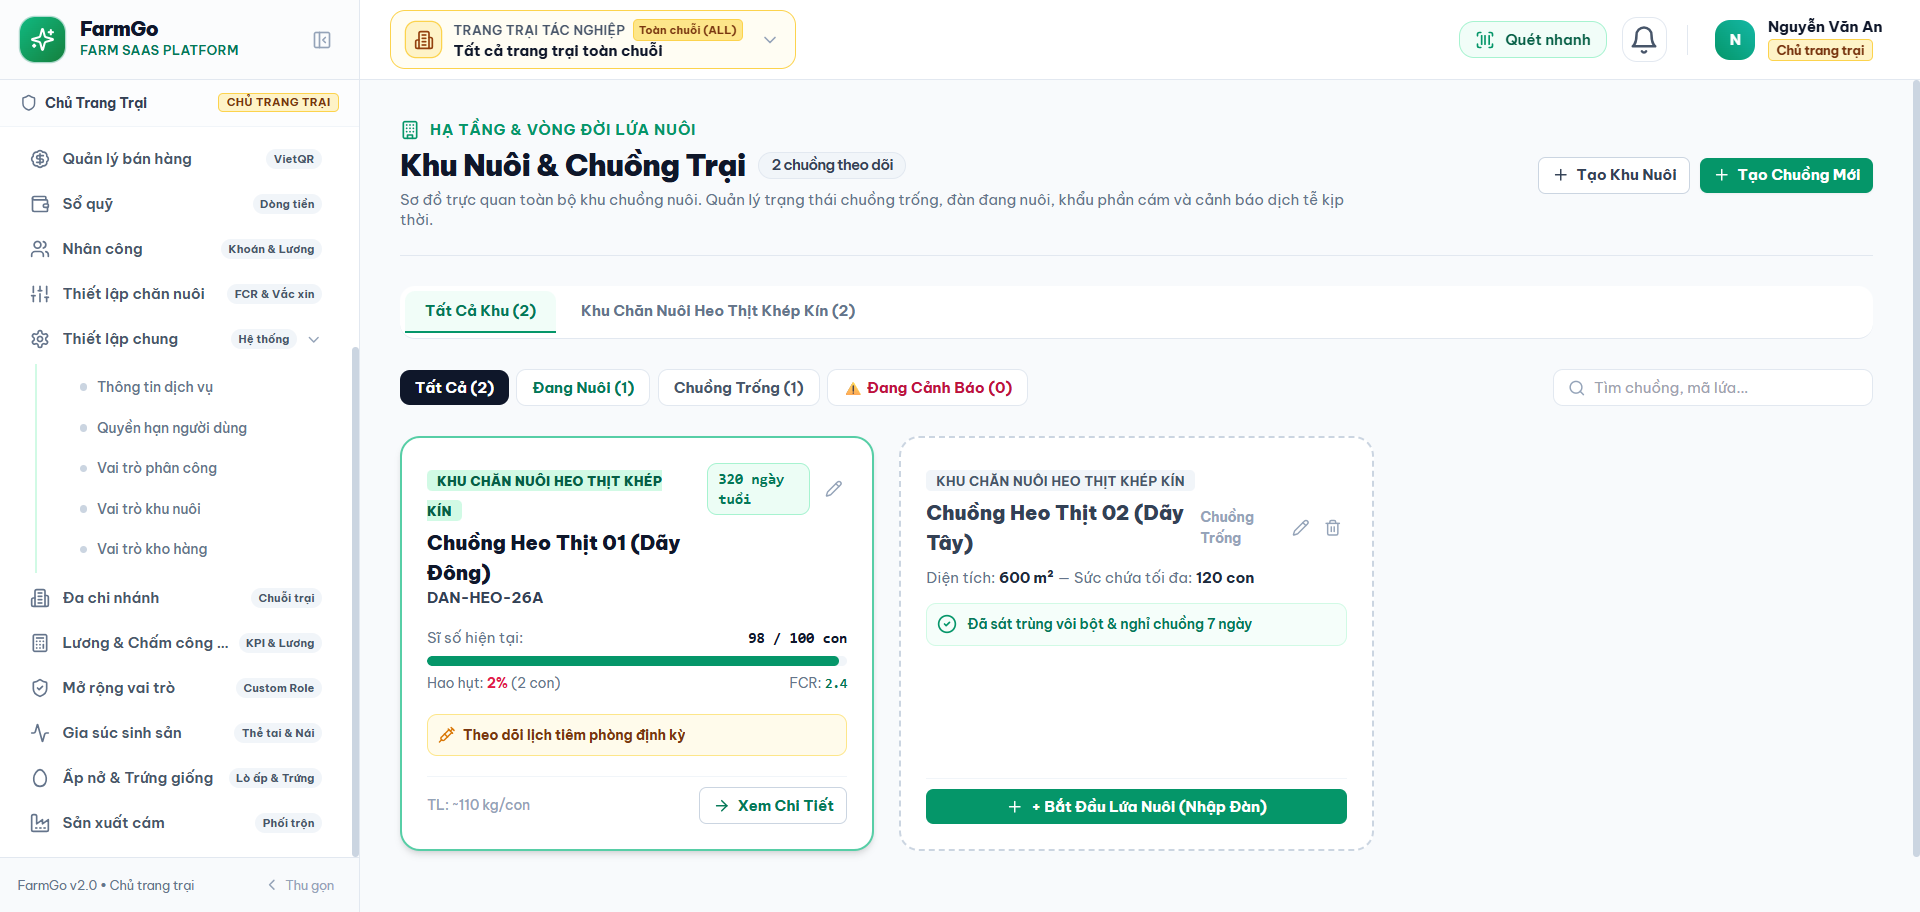 FarmGo
FARM SAAS PLATFORM
Chủ Trang Trại
CHỦ TRANG TRẠI
Quản lý bán hàng
VietQR
Sổ quỹ
Dòng tiền
Nhân công
Khoán & Lương
Thiết lập chăn nuôi
FCR & Vắc xin
Thiết lập chung
Hệ thống
Thông tin dịch vụ
Quyền hạn người dùng
Vai trò phân công
Vai trò khu nuôi
Vai trò kho hàng
Đa chi nhánh
Chuỗi trại
Lương & Chấm công ...
KPI & Lương
Mở rộng vai trò
Custom Role
Gia súc sinh sản
Thẻ tai & Nái
Ấp nở & Trứng giống
Lò ấp & Trứng
Sản xuất cám
Phối trộn
FarmGo v2.0 • Chủ trang trại
Thu gọn
TRANG TRẠI TÁC NGHIỆP
Toàn chuỗi (ALL)
Tất cả trang trại toàn chuỗi
Quét nhanh
N
Nguyễn Văn An
Chủ trang trại
HẠ TẦNG & VÒNG ĐỜI LỨA NUÔI
Khu Nuôi & Chuồng Trại
2 chuồng theo dõi
Sơ đồ trực quan toàn bộ khu chuồng nuôi. Quản lý trạng thái chuồng trống, đàn đang nuôi, khẩu phần cám và cảnh báo dịch tễ kịp
thời.
Tạo Khu Nuôi
Tạo Chuồng Mới
Tất Cả Khu (2)
Khu Chăn Nuôi Heo Thịt Khép Kín (2)
Tất Cả (2)
Đang Nuôi (1)
Chuồng Trống (1)
Đang Cảnh Báo (0)
Tìm chuồng, mã lứa...
KHU CHĂN NUÔI HEO THỊT KHÉP
KÍN
320 ngày
tuổi
Chuồng Heo Thịt 01 (Dãy
Đông)
DAN-HEO-26A
Sĩ số hiện tại:
98 / 100 con
Hao hụt: 2% (2 con)
FCR: 2.4
Theo dõi lịch tiêm phòng định kỳ
TL: ~110 kg/con
Xem Chi Tiết
KHU CHĂN NUÔI HEO THỊT KHÉP KÍN
Chuồng Heo Thịt 02 (Dãy
Tây)
Chuồng
Trống
Diện tích: 600 m² — Sức chứa tối đa: 120 con
Đã sát trùng vôi bột & nghỉ chuồng 7 ngày
+ Bắt Đầu Lứa Nuôi (Nhập Đàn)